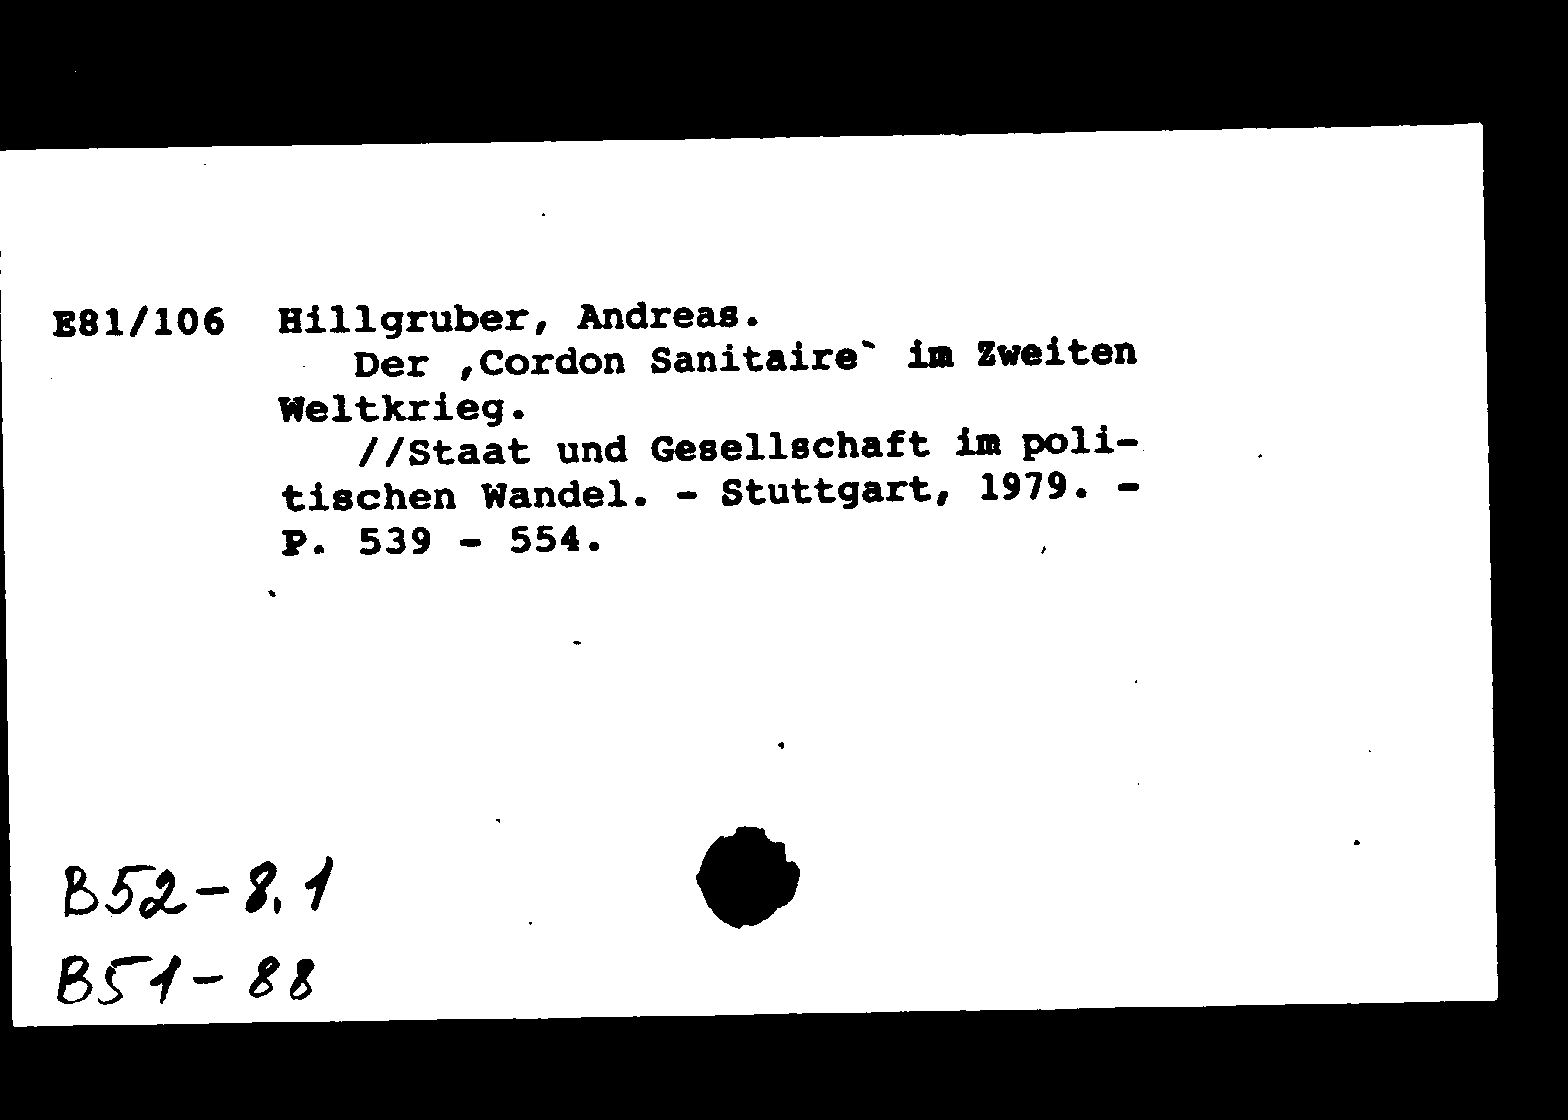 E81/106 Hillgruber, Andreas.
Der ‚Cordon Sanitaire` im Zweiten
Weltkrieg.
//Staat und Gesellschaft im poli-
tischen Wandel. - Stuttgart, 1979. -
P. 539 - 554.
B52-8.1
B51-88